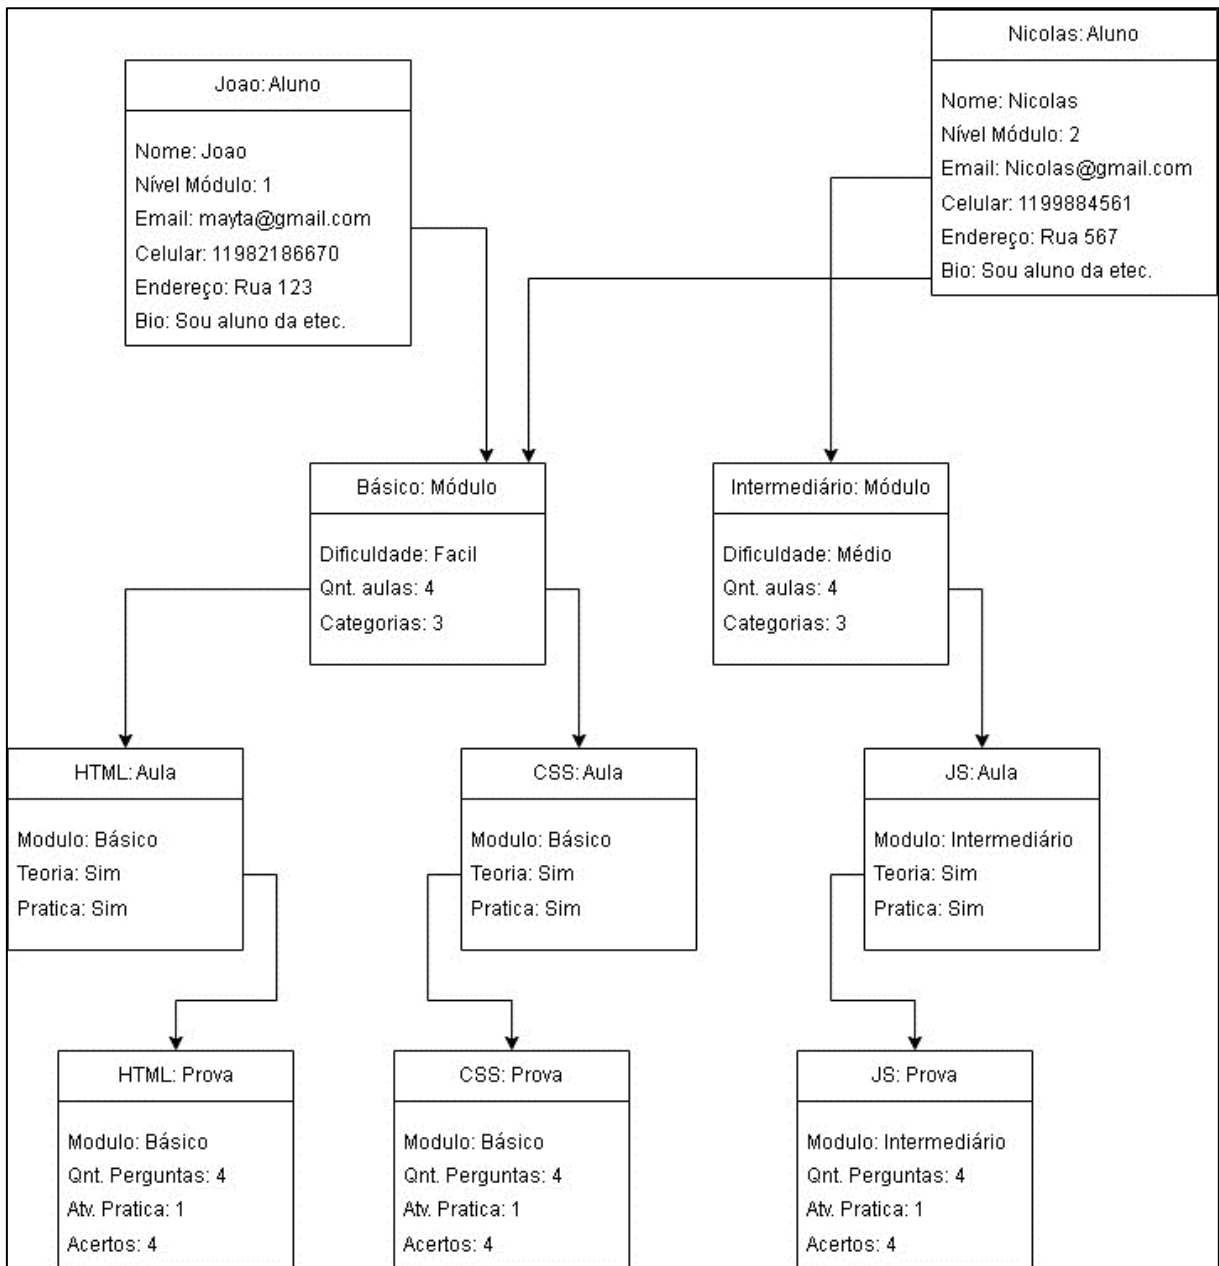 Joao: Aluno
Nome: Joao
Nível Módulo: 1
Email: mayta@gmail.com
Celular: 11982186670
Endereço: Rua 123
Bio: Sou aluno da etec.
Nicolas: Aluno
Nome: Nicolas
Nível Módulo: 2
Email: Nicolas@gmail.com
Celular: 1199884561
Endereço: Rua 567
Bio: Sou aluno da etec.
Básico: Módulo
Dificuldade: Facil
Qnt. aulas: 4
Categorias: 3
Intermediário: Módulo
Dificuldade: Médio
Qnt. aulas: 4
Categorias: 3
HTML: Aula
Modulo: Básico
Teoria: Sim
Pratica: Sim
CSS: Aula
Modulo: Básico
Teoria: Sim
Pratica: Sim
JS: Aula
Modulo: Intermediário
Teoria: Sim
Pratica: Sim
HTML: Prova
Modulo: Básico
Qnt. Perguntas: 4
Atv. Pratica: 1
Acertos: 4
CSS: Prova
Modulo: Básico
Qnt. Perguntas: 4
Atv. Pratica: 1
Acertos: 4
JS: Prova
Modulo: Intermediário
Qnt. Perguntas: 4
Atv. Pratica: 1
Acertos: 4